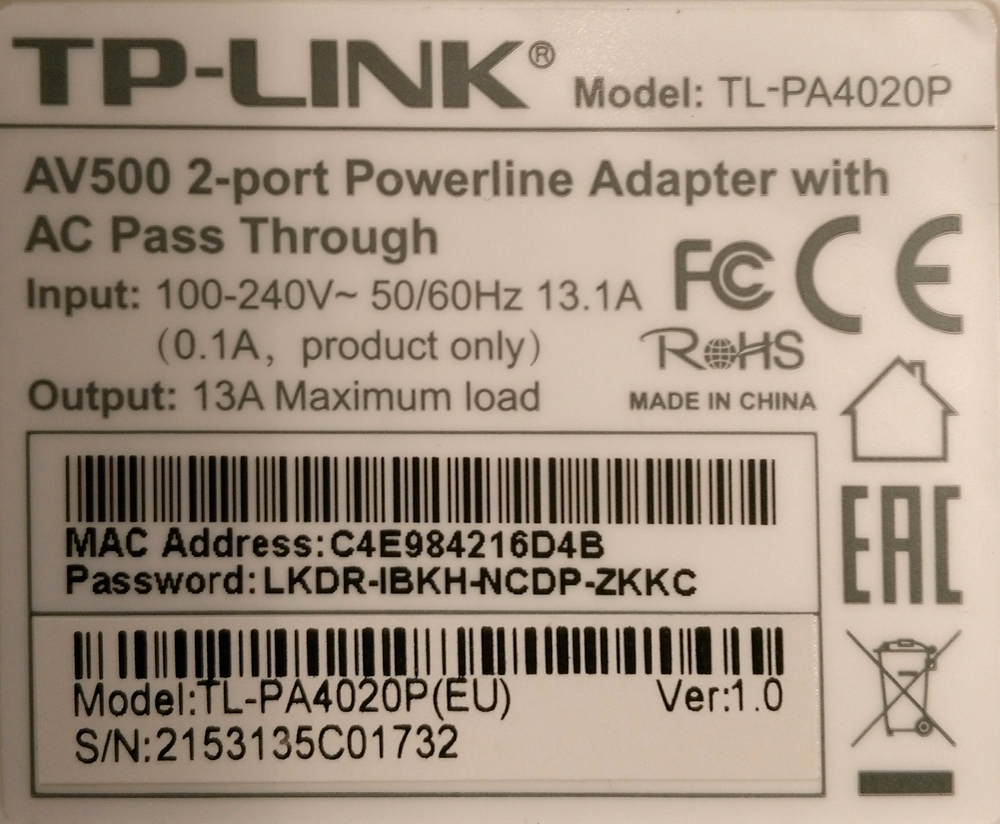 TP-LINK® Model: TL-PA4020P
AV500 2-port Powerline Adapter with
AC Pass Through
Input: 100-240V~ 50/60Hz 13.1A
(0.1A, product only)
Output: 13A Maximum load
FC CE
RoHS
MADE IN CHINA
EAC
MAC Address:C4E984216D4B
Password:LKDR-IBKH-NCDP-ZKKC
Model:TL-PA4020P(EU) Ver:1.0
S/N:2153135C01732